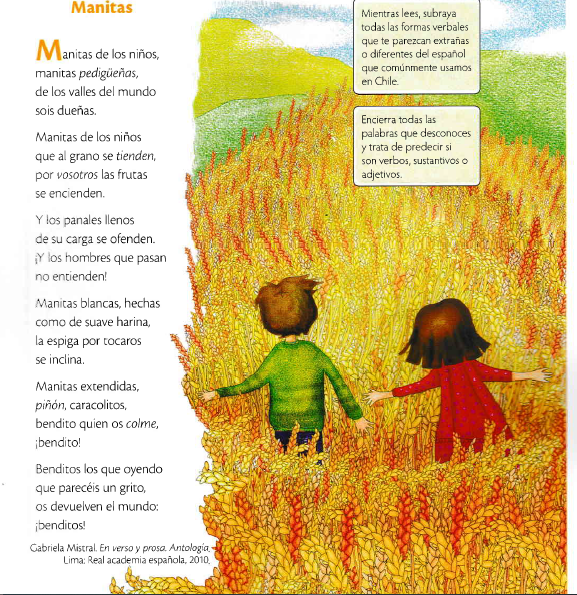 Manitas
Manitas de los niños,
manitas pedigüeñas,
de los valles del mundo
sois dueñas.
Manitas de los niños
que al grano se tienden,
por vosotros las frutas
se encienden.
Y los panales llenos
de su carga se ofenden.
¡Y los hombres que pasan
no entienden!
Manitas blancas, hechas
como de suave harina,
la espiga por tocaros
se inclina.
Manitas extendidas,
piñón, caracolitos,
bendito quien os colme,
¡bendito!
Benditos los que oyendo
que parecéis un grito,
os devuelven el mundo:
¡benditos!
Gabriela Mistral. En verso y prosa. Antología,
Lima: Real academia española, 2010.
Mientras lees, subraya
todas las formas verbales
que te parezcan extrañas
o diferentes del español
que comúnmente usamos
en Chile.
Encierra todas las
palabras que desconoces
y trata de predecir si
son verbos, sustantivos o
adjetivos.